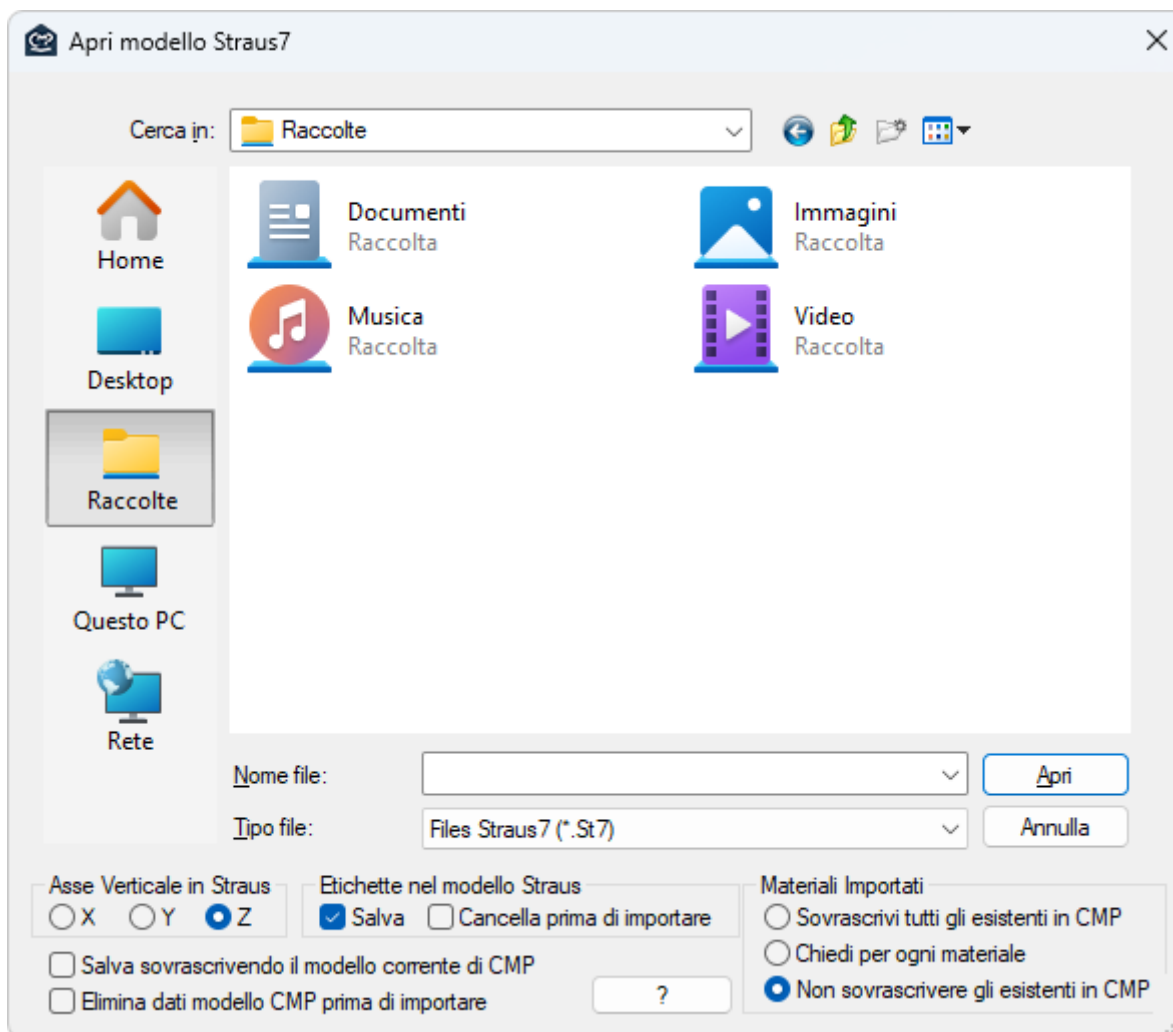 Apri modello Straus7
Cerca in: Raccolte
Home
Desktop
Raccolte
Questo PC
Rete
Documenti
Raccolta
Immagini
Raccolta
Musica
Raccolta
Video
Raccolta
Nome file: Apri
Tipo file: Files Straus7 (*.St7) Annulla
Asse Verticale in Straus
X Y Z
Etichette nel modello Straus
Salva Cancella prima di importare
Materiali Importati
Sovrascrivi tutti gli esistenti in CMP
Chiedi per ogni materiale
Non sovrascrivere gli esistenti in CMP
Salva sovrascrivendo il modello corrente di CMP
Elimina dati modello CMP prima di importare
?